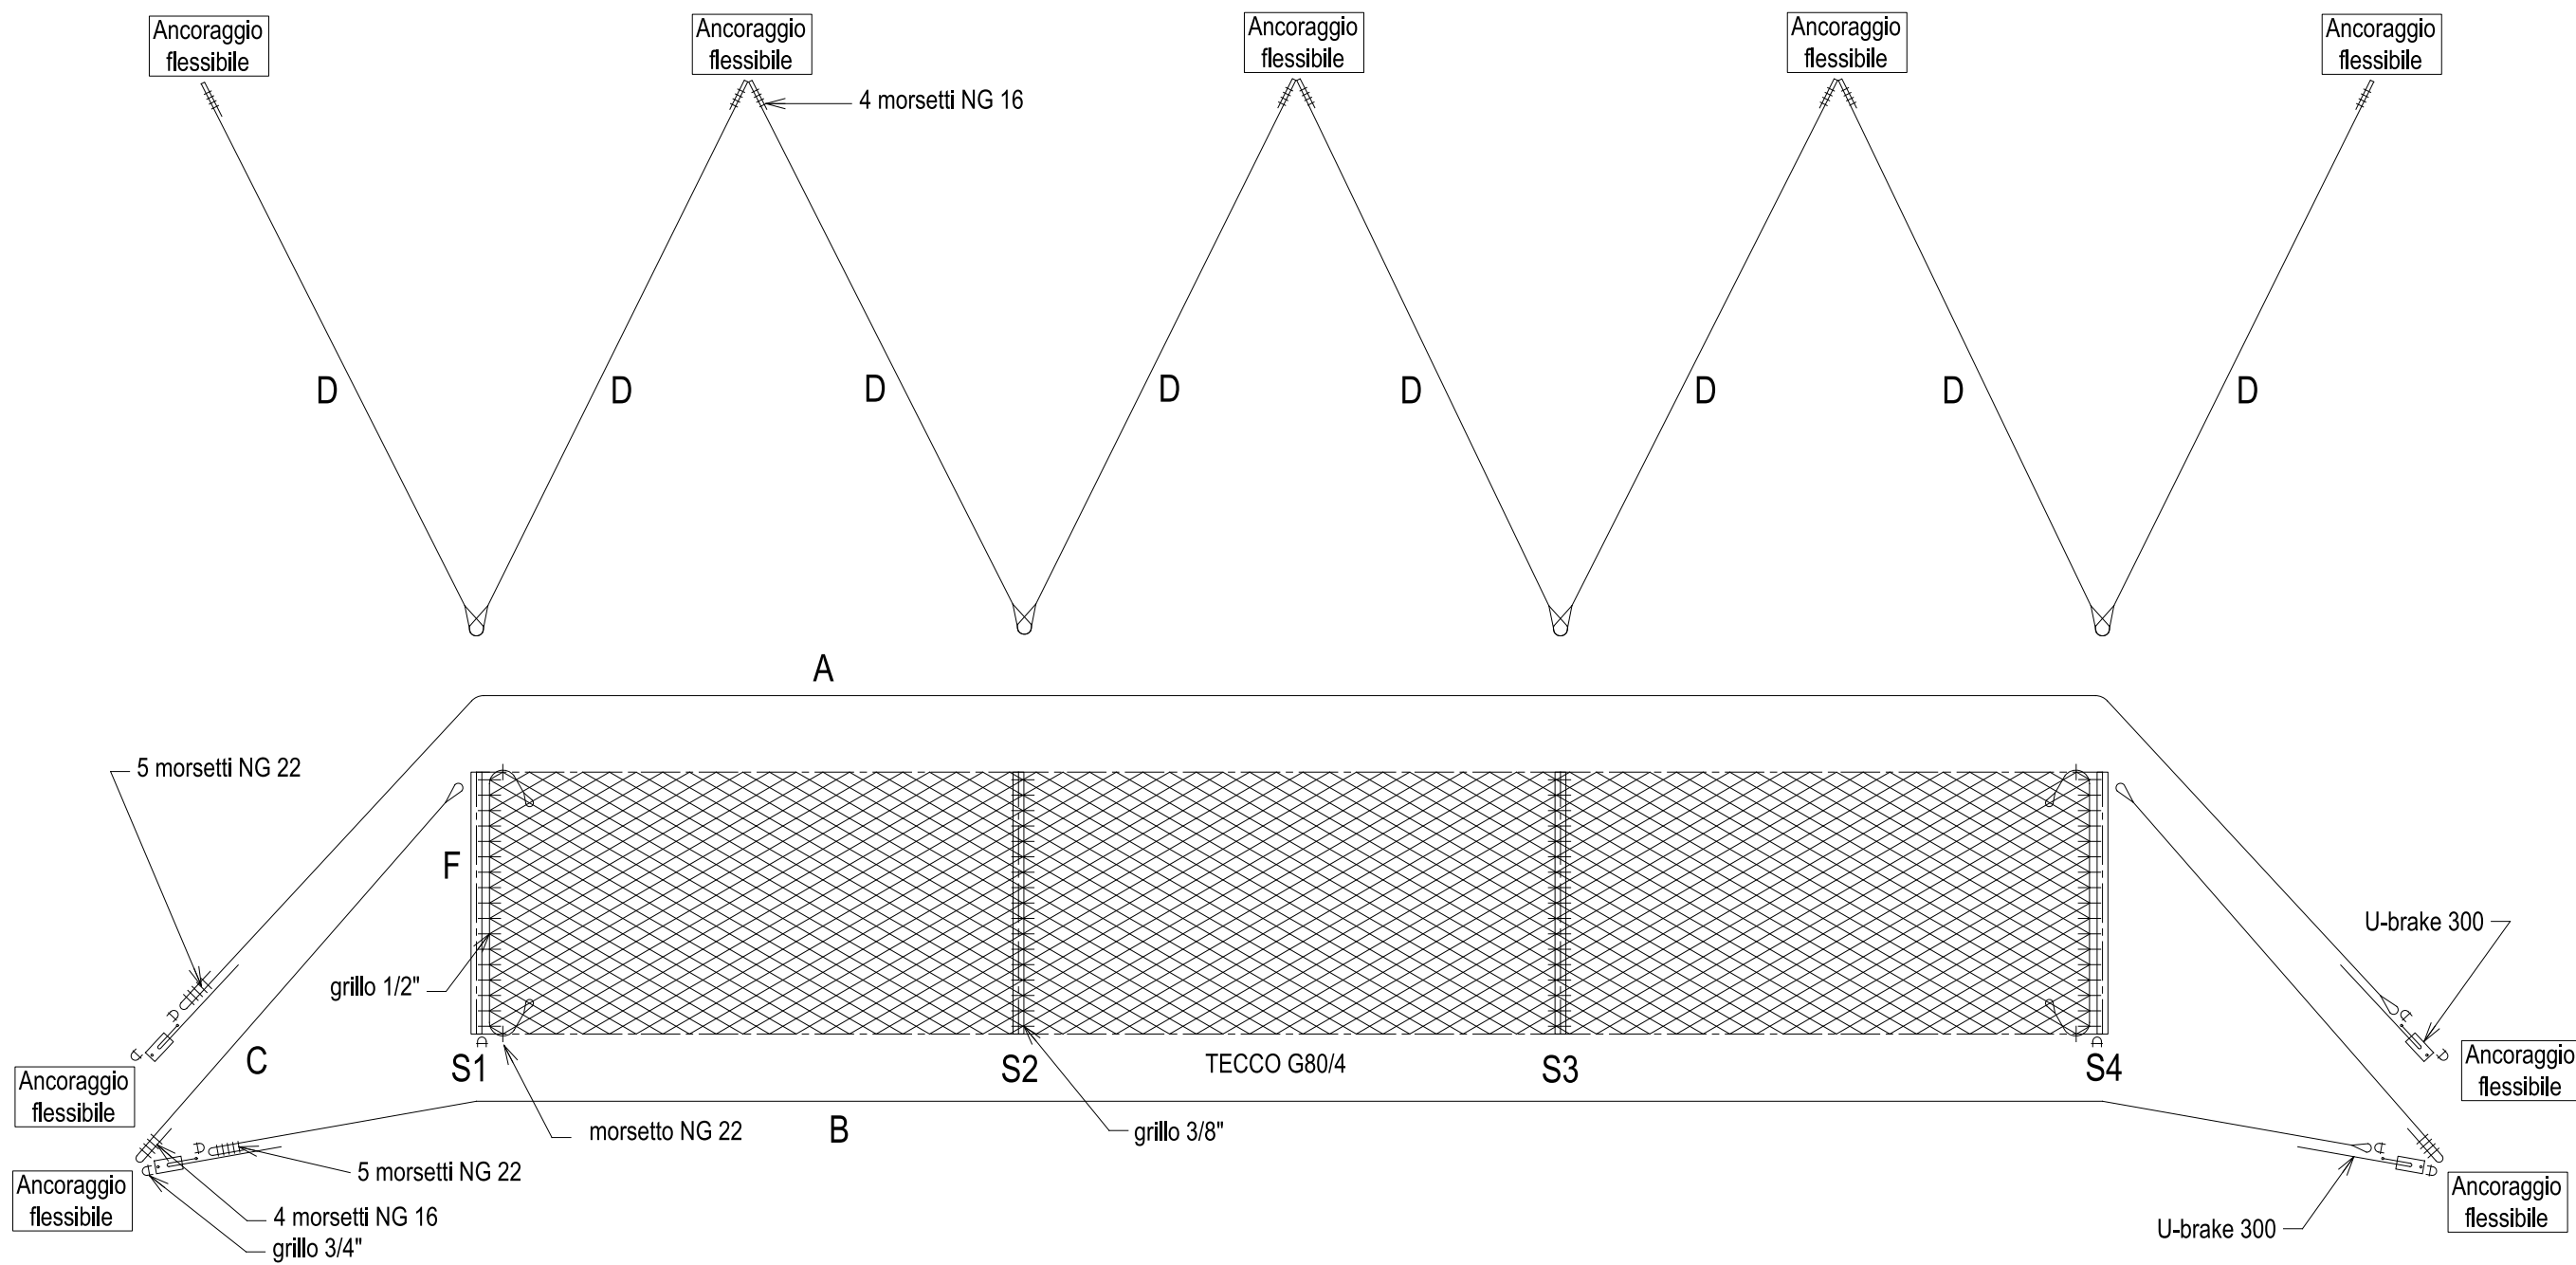 Ancoraggio
flessibile
Ancoraggio
flessibile
Ancoraggio
flessibile
Ancoraggio
flessibile
Ancoraggio
flessibile
4 morsetti NG 16
D
D
D
D
D
D
D
D
A
5 morsetti NG 22
F
U-brake 300
grillo 1/2"
C
S1
S2
TECCO G80/4
S3
S4
Ancoraggio
flessibile
Ancoraggio
flessibile
morsetto NG 22
B
grillo 3/8"
5 morsetti NG 22
Ancoraggio
flessibile
Ancoraggio
flessibile
4 morsetti NG 16
U-brake 300
grillo 3/4"